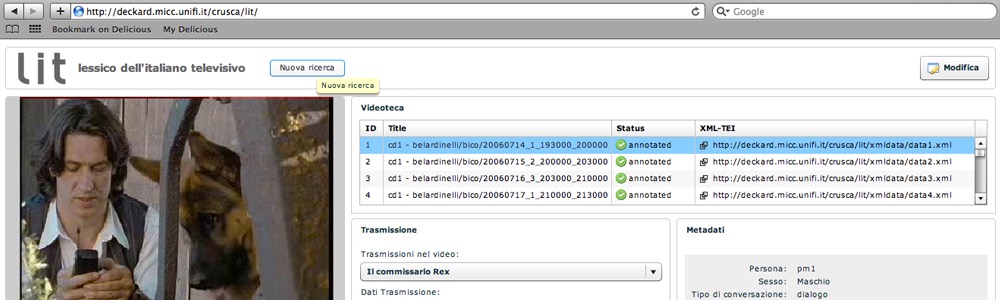 http://deckard.micc.unifi.it/crusca/lit/
Google
Bookmark on Delicious My Delicious
lit lessico dell'italiano televisivo Nuova ricerca Modifica
Nuova ricerca
Videoteca
ID Title Status XML-TEI
1 cd1 - belardinelli/bico/20060714_1_193000_200000 annotated http://deckard.micc.unifi.it/crusca/lit/xmldata/data1.xml
2 cd1 - belardinelli/bico/20060715_2_200000_203000 annotated http://deckard.micc.unifi.it/crusca/lit/xmldata/data2.xml
3 cd1 - belardinelli/bico/20060716_3_203000_210000 annotated http://deckard.micc.unifi.it/crusca/lit/xmldata/data3.xml
4 cd1 - belardinelli/bico/20060717_1_210000_213000 annotated http://deckard.micc.unifi.it/crusca/lit/xmldata/data4.xml
Trasmissione
Trasmissioni nel video:
Il commissario Rex
Dati Trasmissione:
Metadati
Persona: pm1
Sesso: Maschio
Tipo di conversazione: dialogo